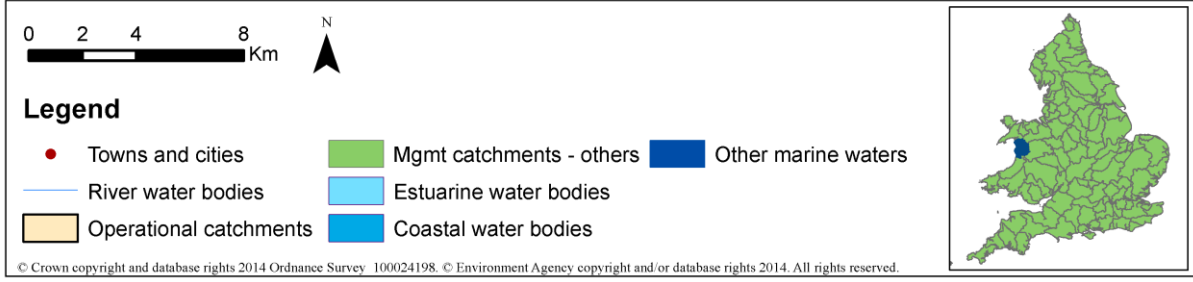 0 2 4 8
Km
N
Legend
Towns and cities
Mgmt catchments - others
Other marine waters
River water bodies
Estuarine water bodies
Operational catchments
Coastal water bodies
© Crown copyright and database rights 2014 Ordnance Survey 100024198. © Environment Agency copyright and/or database rights 2014. All rights reserved.